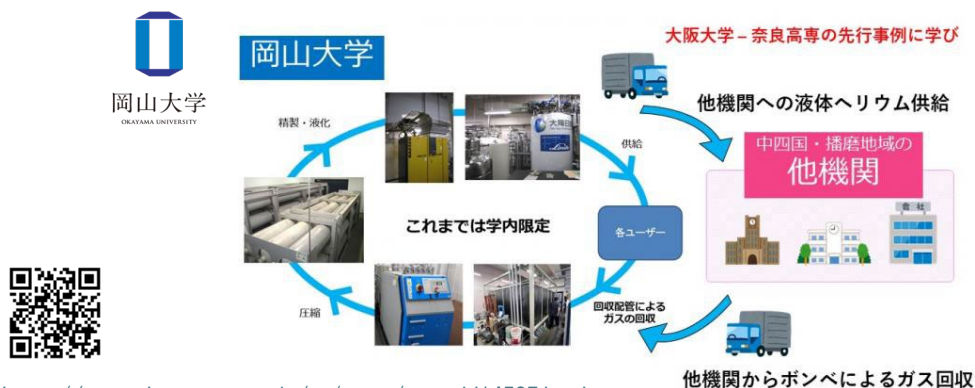 岡山大学
OKAYAMA UNIVERSITY
岡山大学
大阪大学 – 奈良高専の先行事例に学び
他機関への液体ヘリウム供給
精製・液化
供給
中四国・播磨地域の
他機関
会社
これまでは学内限定
各ユーザー
回収配管による
ガスの回収
圧縮
他機関からボンベによるガス回収